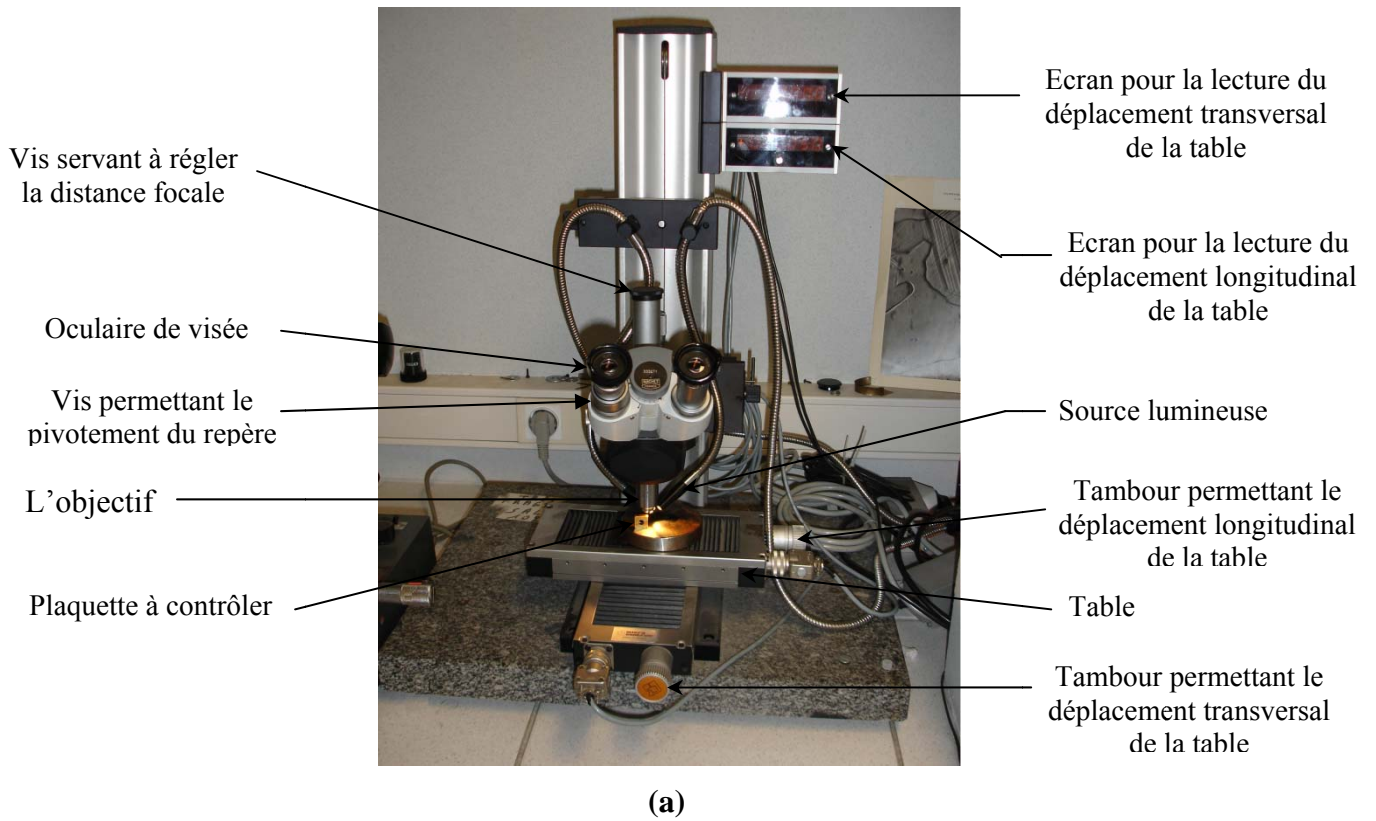 Ecran pour la lecture du
déplacement transversal
de la table
Vis servant à régler
la distance focale
Ecran pour la lecture du
déplacement longitudinal
de la table
Oculaire de visée
Vis permettant le
pivotement du repère
Source lumineuse
L’objectif
Tambour permettant le
déplacement longitudinal
de la table
Plaquette à contrôler
Table
Tambour permettant le
déplacement transversal
de la table
(a)